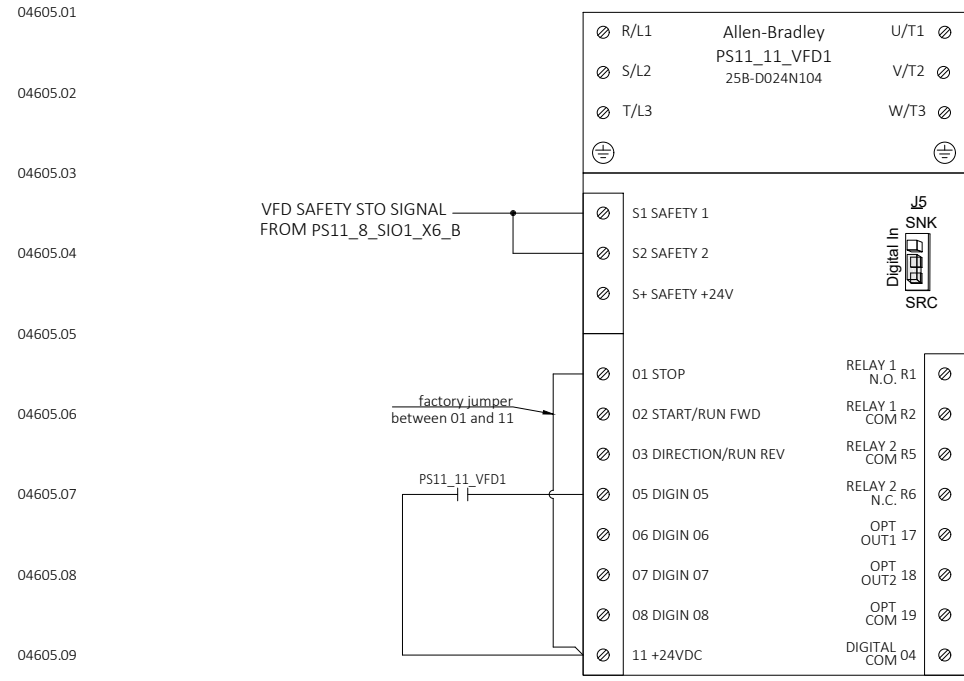 04605.01
04605.02
04605.03
04605.04
04605.05
04605.06
04605.07
04605.08
04605.09
R/L1
S/L2
T/L3
Allen-Bradley
PS11_11_VFD1
25B-D024N104
U/T1
V/T2
W/T3
VFD SAFETY STO SIGNAL
FROM PS11_8_SIO1_X6_B
S1 SAFETY 1
S2 SAFETY 2
S+ SAFETY +24V
J5
SNK
Digital In
SRC
factory jumper
between 01 and 11
PS11_11_VFD1
01 STOP
02 START/RUN FWD
03 DIRECTION/RUN REV
05 DIGIN 05
06 DIGIN 06
07 DIGIN 07
08 DIGIN 08
11 +24VDC
RELAY 1
N.O. R1
RELAY 1
COM R2
RELAY 2
COM R5
RELAY 2
N.C. R6
OPT
OUT1 17
OPT
OUT2 18
OPT
COM 19
DIGITAL
COM 04